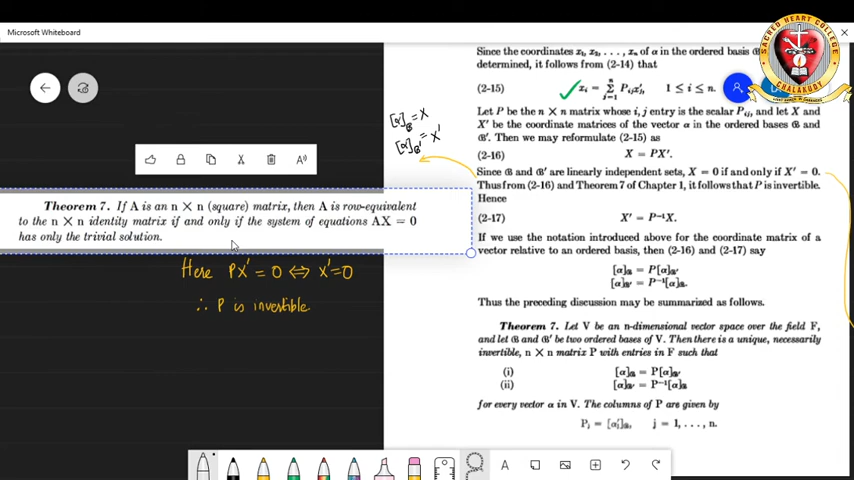 Microsoft Whiteboard
SACRED HEART COLLEGE
CHALAKUDY
Since the coordinates x1, x2, . . . , xn of α in the ordered basis ℬ
determined, it follows from (2-14) that
(2-15) xi = Σ Pijx′j, 1 ≤ i ≤ n.
n
j=1
[α]ℬ = X
[α]ℬ′ = X′
Let P be the n × n matrix whose i, j entry is the scalar Pij, and let X and
X′ be the coordinate matrices of the vector α in the ordered bases ℬ and
ℬ′. Then we may reformulate (2-15) as
(2-16) X = PX′.
Since ℬ and ℬ′ are linearly independent sets, X = 0 if and only if X′ = 0.
Thus from (2-16) and Theorem 7 of Chapter 1, it follows that P is invertible.
Hence
(2-17) X′ = P⁻¹X.
If we use the notation introduced above for the coordinate matrix of a
vector relative to an ordered basis, then (2-16) and (2-17) say
[α]ℬ = P[α]ℬ′
[α]ℬ′ = P⁻¹[α]ℬ.
Thus the preceding discussion may be summarized as follows.
Theorem 7. Let V be an n-dimensional vector space over the field F,
and let ℬ and ℬ′ be two ordered bases of V. Then there is a unique, necessarily
invertible, n × n matrix P with entries in F such that
(i) [α]ℬ = P[α]ℬ′
(ii) [α]ℬ′ = P⁻¹[α]ℬ
for every vector α in V. The columns of P are given by
Pj = [α′j]ℬ, j = 1, . . . , n.
Theorem 7. If A is an n × n (square) matrix, then A is row-equivalent
to the n × n identity matrix if and only if the system of equations AX = 0
has only the trivial solution.
Here PX′ = 0 ⇔ X′ = 0
∴ P is invertible.